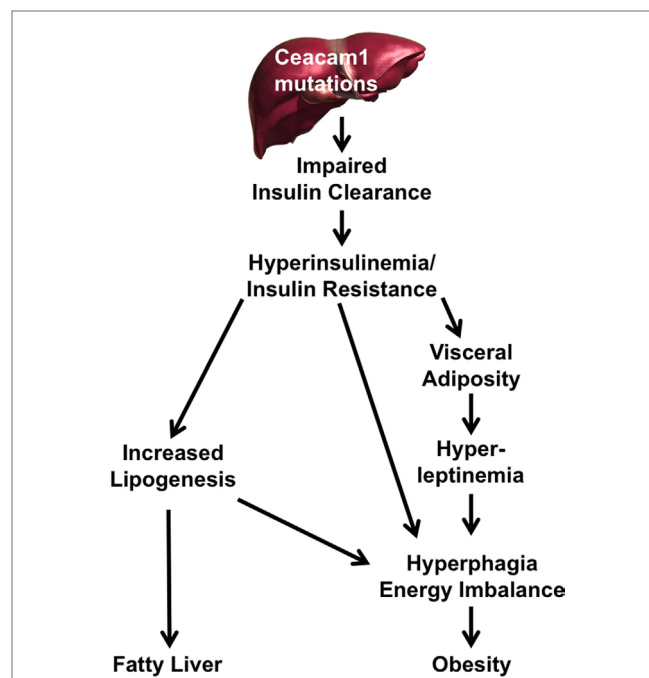 Ceacam1
mutations
Impaired
Insulin Clearance
Hyperinsulinemia/
Insulin Resistance
Visceral
Adiposity
Increased
Lipogenesis
Hyper-
leptinemia
Hyperphagia
Energy Imbalance
Fatty Liver
Obesity